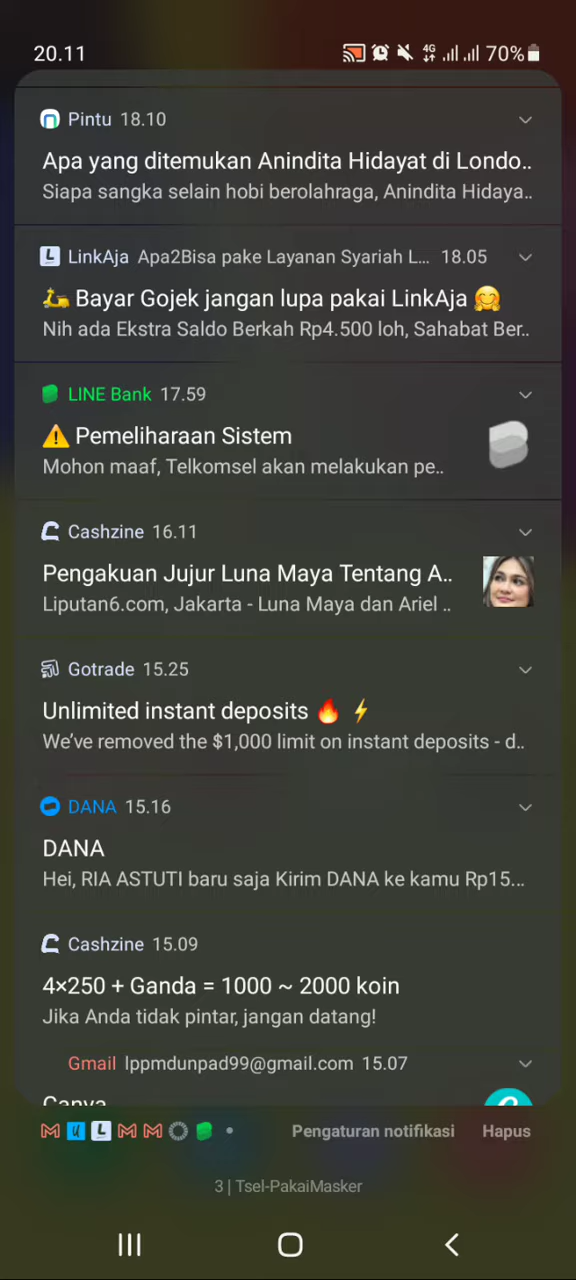 20.11 4G 70%
Pintu 18.10
Apa yang ditemukan Anindita Hidayat di Londo..
Siapa sangka selain hobi berolahraga, Anindita Hidaya..
LinkAja Apa2Bisa pake Layanan Syariah L... 18.05
🛵 Bayar Gojek jangan lupa pakai LinkAja 🤗
Nih ada Ekstra Saldo Berkah Rp4.500 loh, Sahabat Ber..
LINE Bank 17.59
⚠️ Pemeliharaan Sistem
Mohon maaf, Telkomsel akan melakukan pe..
Cashzine 16.11
Pengakuan Jujur Luna Maya Tentang A..
Liputan6.com, Jakarta - Luna Maya dan Ariel ..
Gotrade 15.25
Unlimited instant deposits 🔥 ⚡
We've removed the $1,000 limit on instant deposits - d..
DANA 15.16
DANA
Hei, RIA ASTUTI baru saja Kirim DANA ke kamu Rp15...
Cashzine 15.09
4×250 + Ganda = 1000 ~ 2000 koin
Jika Anda tidak pintar, jangan datang!
Gmail lppmdunpad99@gmail.com 15.07
Canva
Pengaturan notifikasi Hapus
3 | Tsel-PakaiMasker